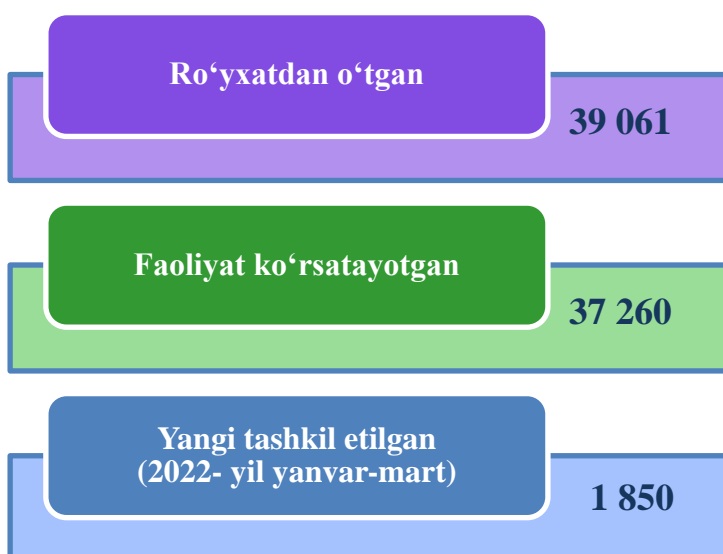 Ro‘yxatdan o‘tgan
39 061
Faoliyat ko‘rsatayotgan
37 260
Yangi tashkil etilgan
(2022- yil yanvar-mart)
1 850